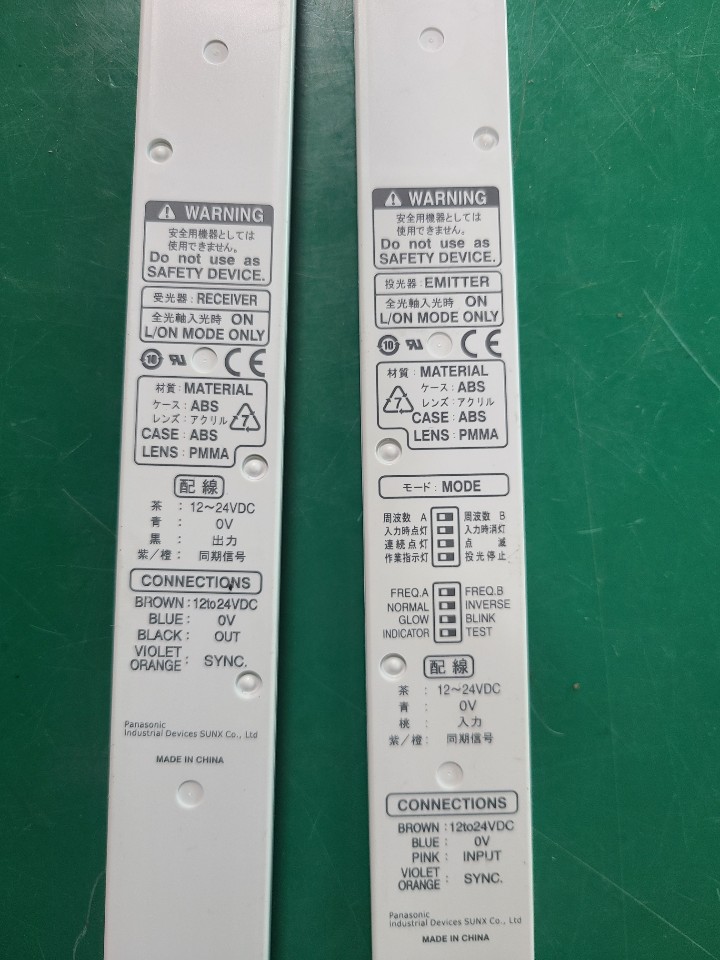 WARNING
安全用機器としては
使用できません。
Do not use as
SAFETY DEVICE.
受光器：RECEIVER
全光軸入光時 ON
L/ON MODE ONLY
10 CE
材質：MATERIAL
ケース：ABS
レンズ：アクリル
7
CASE：ABS
LENS：PMMA
配線
茶 ：12～24VDC
青 ： 0V
黒 ： 出力
紫／橙：同期信号
CONNECTIONS
BROWN：12to24VDC
BLUE： 0V
BLACK： OUT
VIOLET
ORANGE： SYNC.
Panasonic
Industrial Devices SUNX Co., Ltd
MADE IN CHINA
WARNING
安全用機器としては
使用できません。
Do not use as
SAFETY DEVICE.
投光器：EMITTER
全光軸入光時 ON
L/ON MODE ONLY
10 CE
材質：MATERIAL
ケース：ABS
レンズ：アクリル
7
CASE：ABS
LENS：PMMA
モード：MODE
周波数 A 周波数 B
入力時点灯 入力時消灯
連続点灯 点 滅
作業指示灯 投光停止
FREQ.A FREQ.B
NORMAL INVERSE
GLOW BLINK
INDICATOR TEST
配線
茶 ：12～24VDC
青 ： 0V
桃 ： 入力
紫／橙： 同期信号
CONNECTIONS
BROWN：12to24VDC
BLUE： 0V
PINK： INPUT
VIOLET
ORANGE： SYNC.
Panasonic
Industrial Devices SUNX Co., Ltd
MADE IN CHINA